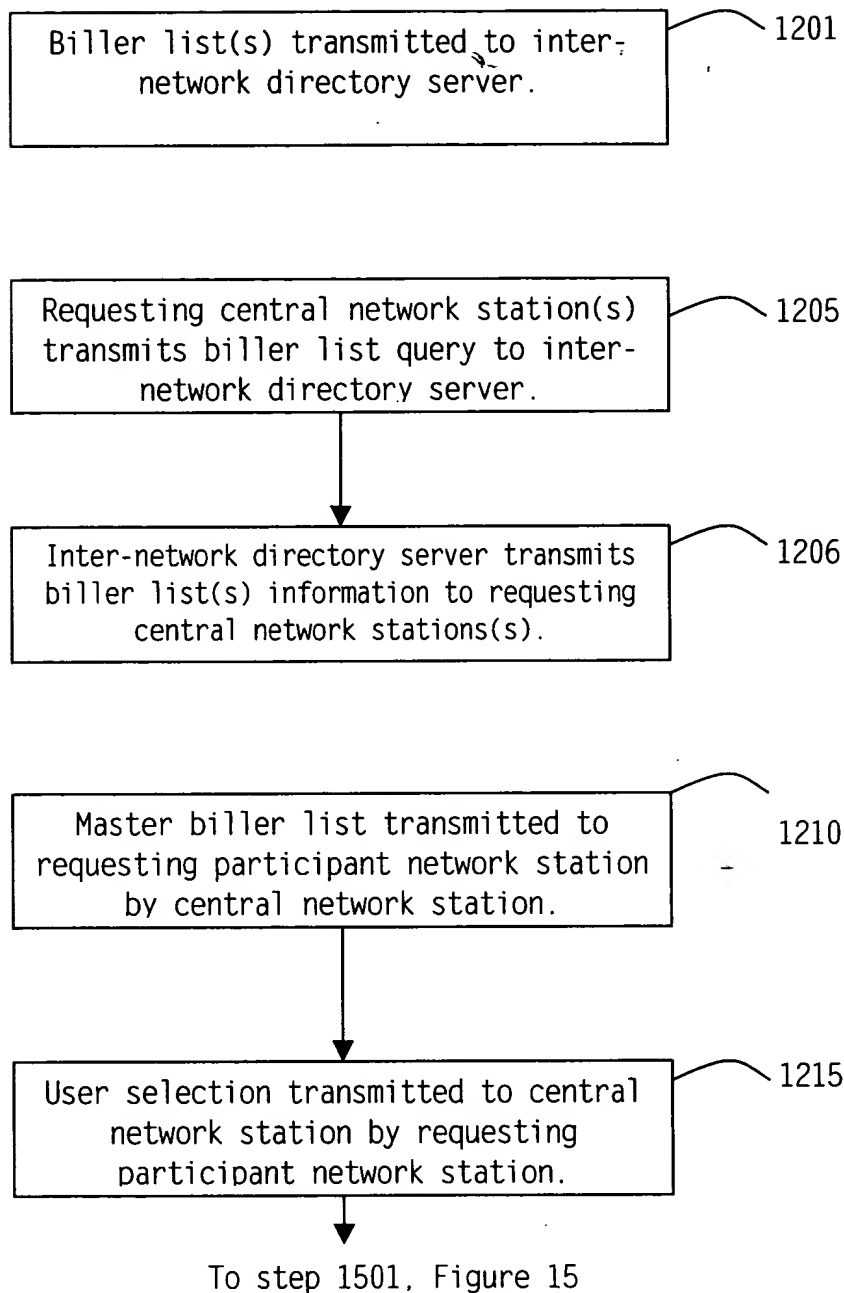 Biller list(s) transmitted to inter-
network directory server.
1201
Requesting central network station(s)
transmits biller list query to inter-
network directory server.
1205
Inter-network directory server transmits
biller list(s) information to requesting
central network stations(s).
1206
Master biller list transmitted to
requesting participant network station
by central network station.
1210
User selection transmitted to central
network station by requesting
participant network station.
1215
To step 1501, Figure 15